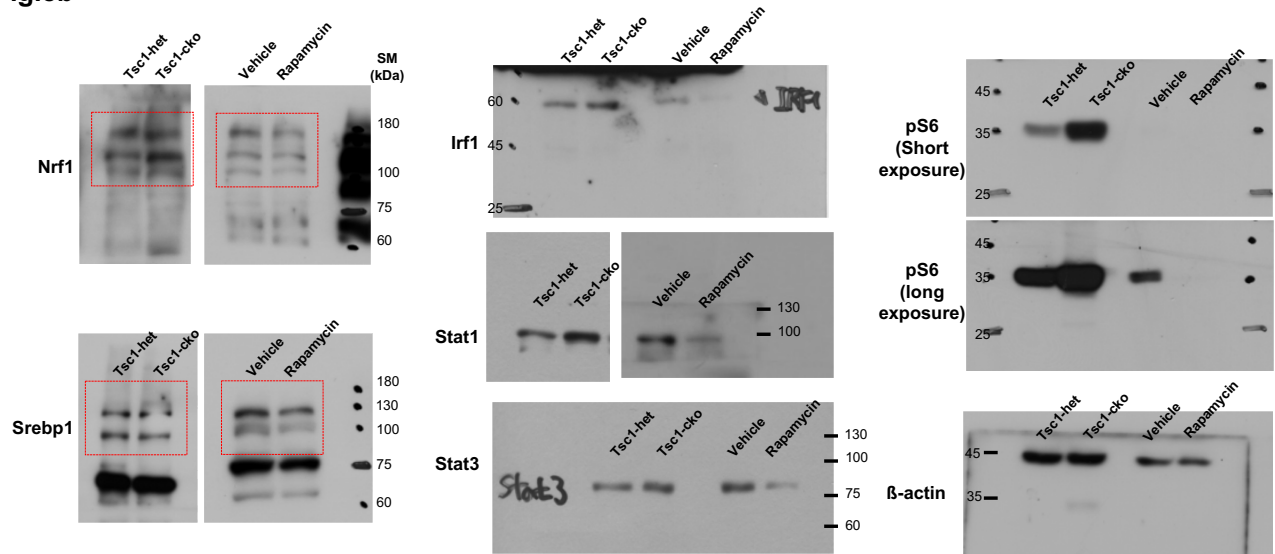 Tsc1-het Tsc1-cko Vehicle Rapamycin SM (kDa)
Nrf1
180
100
75
60
Tsc1-het Tsc1-cko Vehicle Rapamycin
Srebp1
180
130
100
75
60
Tsc1-het Tsc1-cko Vehicle Rapamycin
Irf1
60
45
25
IRF1
Tsc1-het Tsc1-cko Vehicle Rapamycin
Stat1
130
100
Tsc1-het Tsc1-cko Vehicle Rapamycin
Stat3
Stat3
130
100
75
60
Tsc1-het Tsc1-cko Vehicle Rapamycin
pS6
(Short
exposure)
45
35
25
pS6
(long
exposure)
45
35
25
Tsc1-het Tsc1-cko Vehicle Rapamycin
ß-actin
45
35